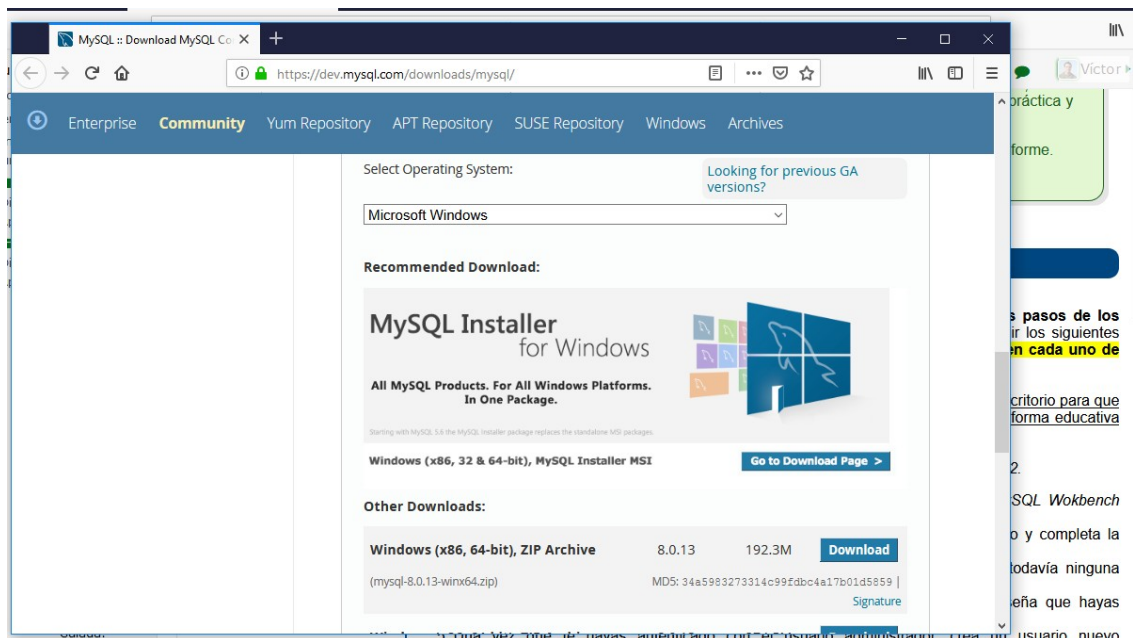 MySQL :: Download MySQL Co
https://dev.mysql.com/downloads/mysql/
Víctor
Enterprise Community Yum Repository APT Repository SUSE Repository Windows Archives
Select Operating System:
Looking for previous GA
versions?
Microsoft Windows
Recommended Download:
MySQL Installer
for Windows
All MySQL Products. For All Windows Platforms.
In One Package.
Starting with MySQL 5.6 the MySQL Installer package replaces the standalone MSI packages.
Windows (x86, 32 & 64-bit), MySQL Installer MSI
Go to Download Page >
Other Downloads:
Windows (x86, 64-bit), ZIP Archive 8.0.13 192.3M Download
(mysql-8.0.13-winx64.zip) MD5: 34a5983273314c99fdbc4a17b01d5859 |
Signature
práctica y
forme.
s pasos de los
ir los siguientes
en cada uno de
critorio para que
forma educativa
2.
SQL Wokbench
o y completa la
todavía ninguna
eña que hayas
usuario nuevo